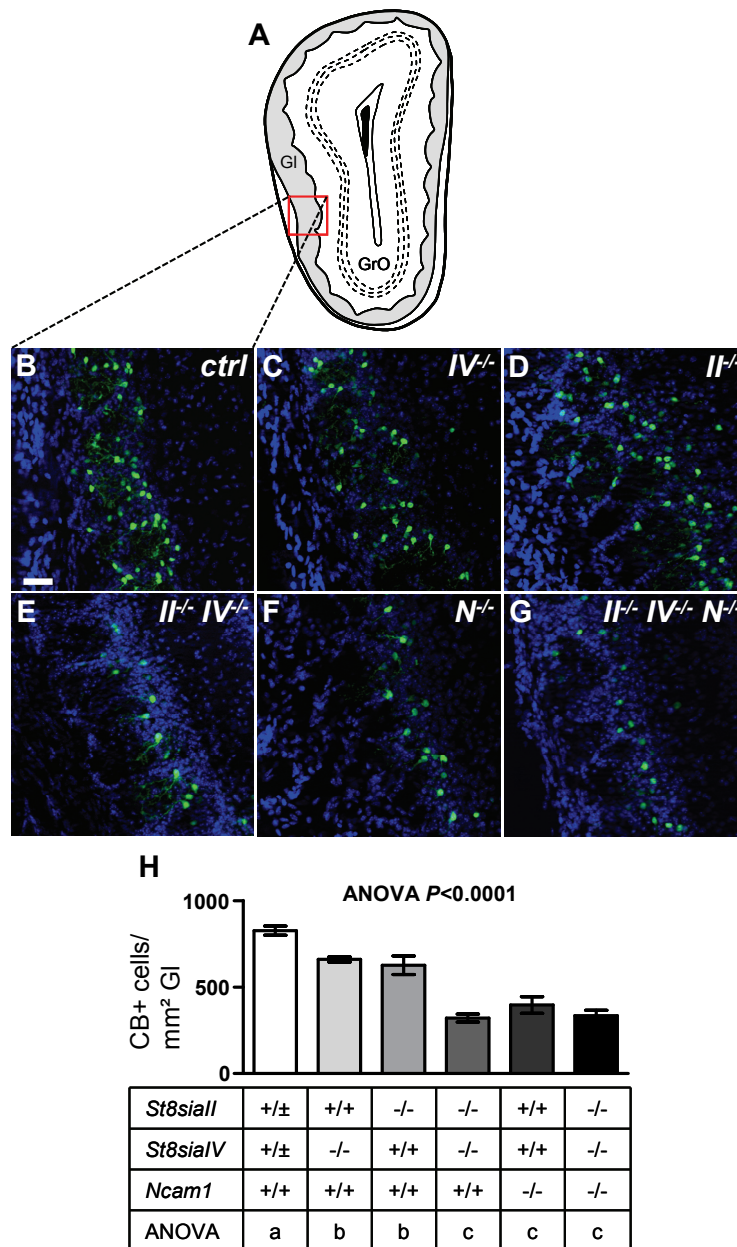 A
Gl
GrO
B ctrl
C IV-/-
D II-/-
E II-/- IV-/-
F N-/-
G II-/- IV-/- N-/-
H
ANOVA P<0.0001
CB+ cells/
mm² Gl
1000
500
0
St8siaII +/± +/+ -/- -/- +/+ -/-
St8siaIV +/± -/- +/+ -/- +/+ -/-
Ncam1 +/+ +/+ +/+ +/+ -/- -/-
ANOVA a b b c c c